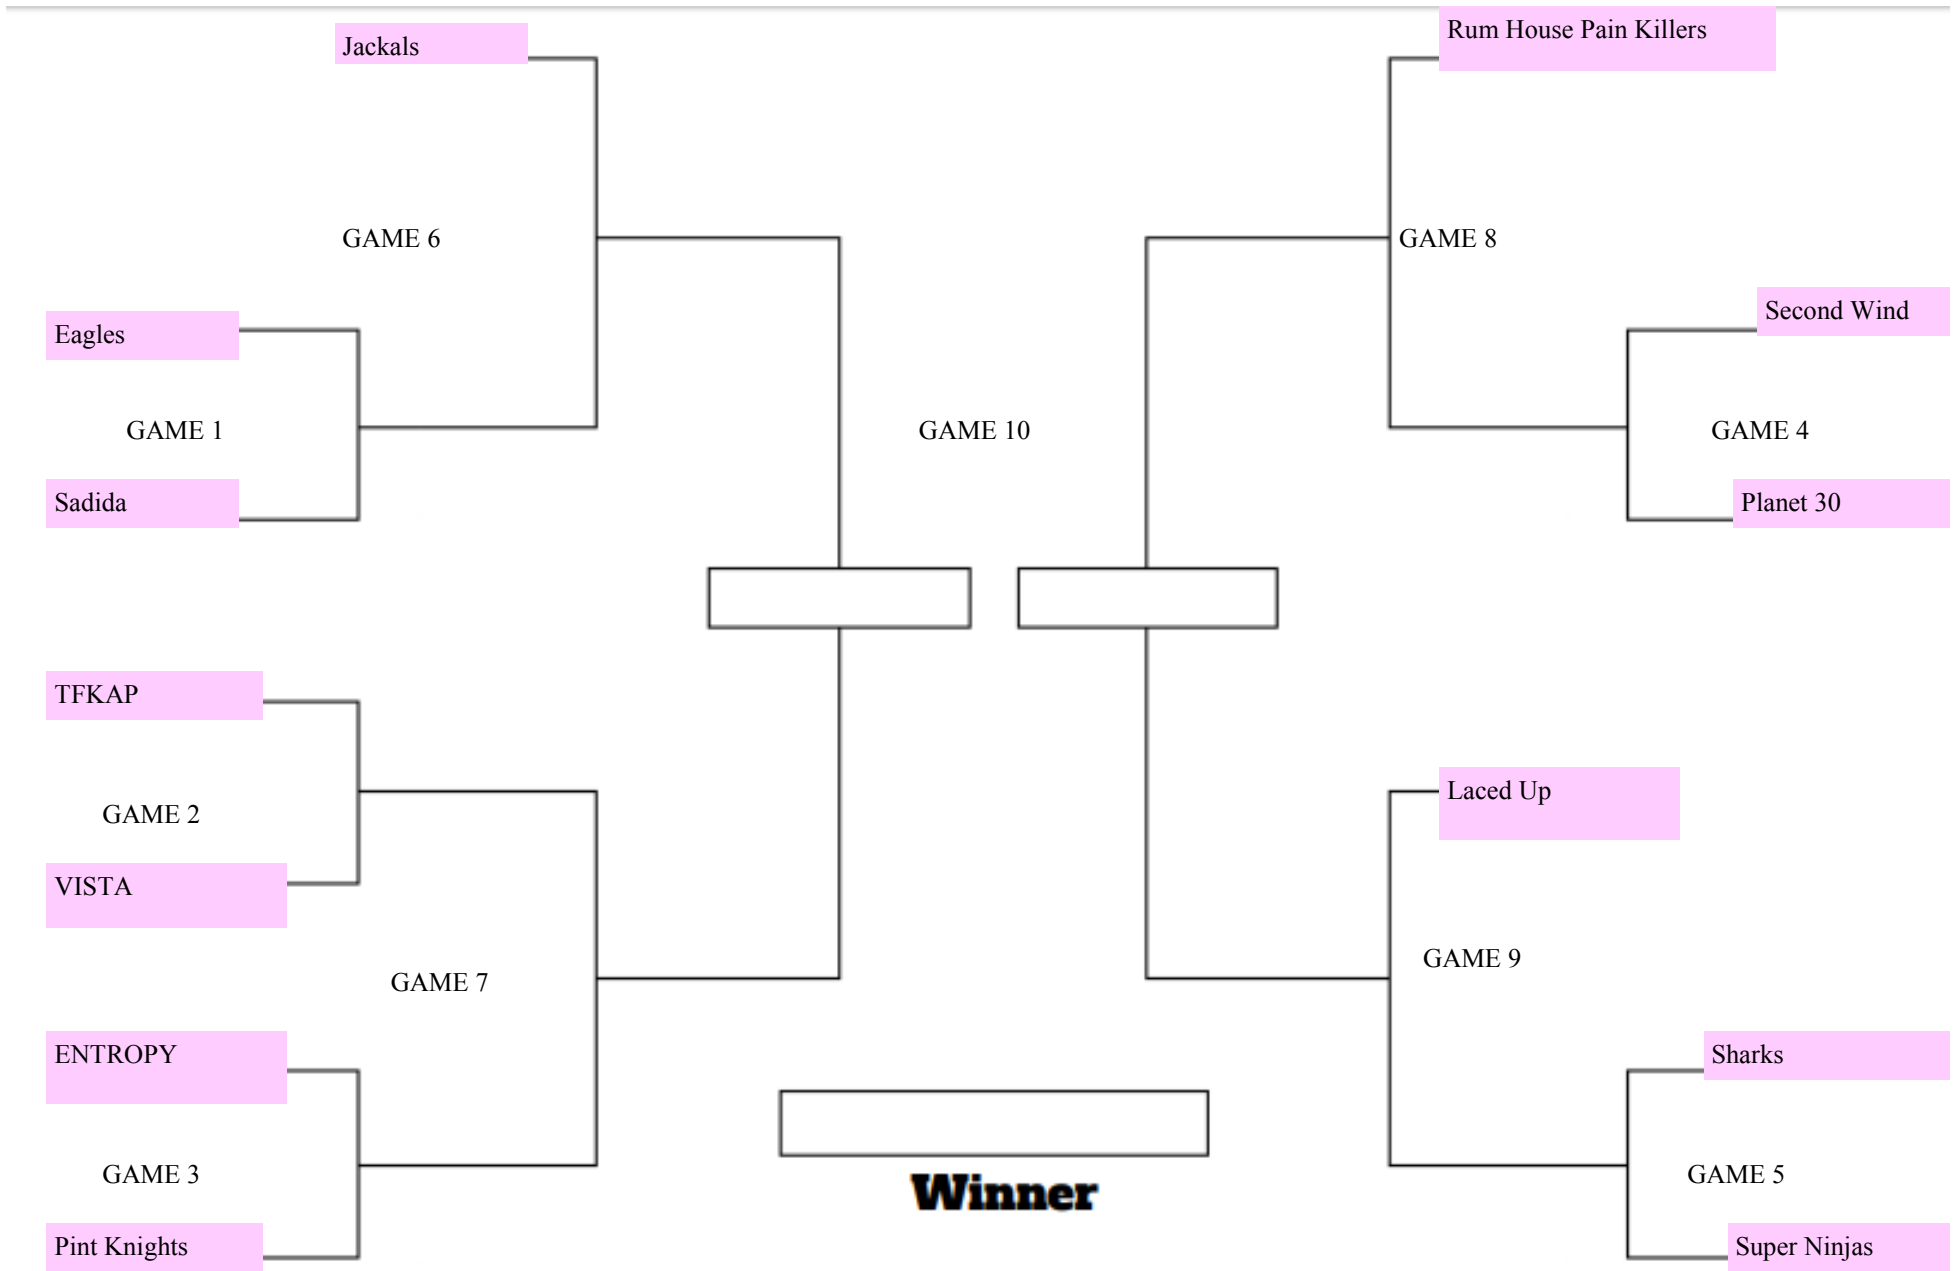 Jackals
Rum House Pain Killers
GAME 6
GAME 8
Second Wind
Eagles
GAME 1
GAME 10
GAME 4
Sadida
Planet 30
TFKAP
Laced Up
GAME 2
VISTA
GAME 9
GAME 7
ENTROPY
Sharks
GAME 3
GAME 5
Winner
Pint Knights
Super Ninjas